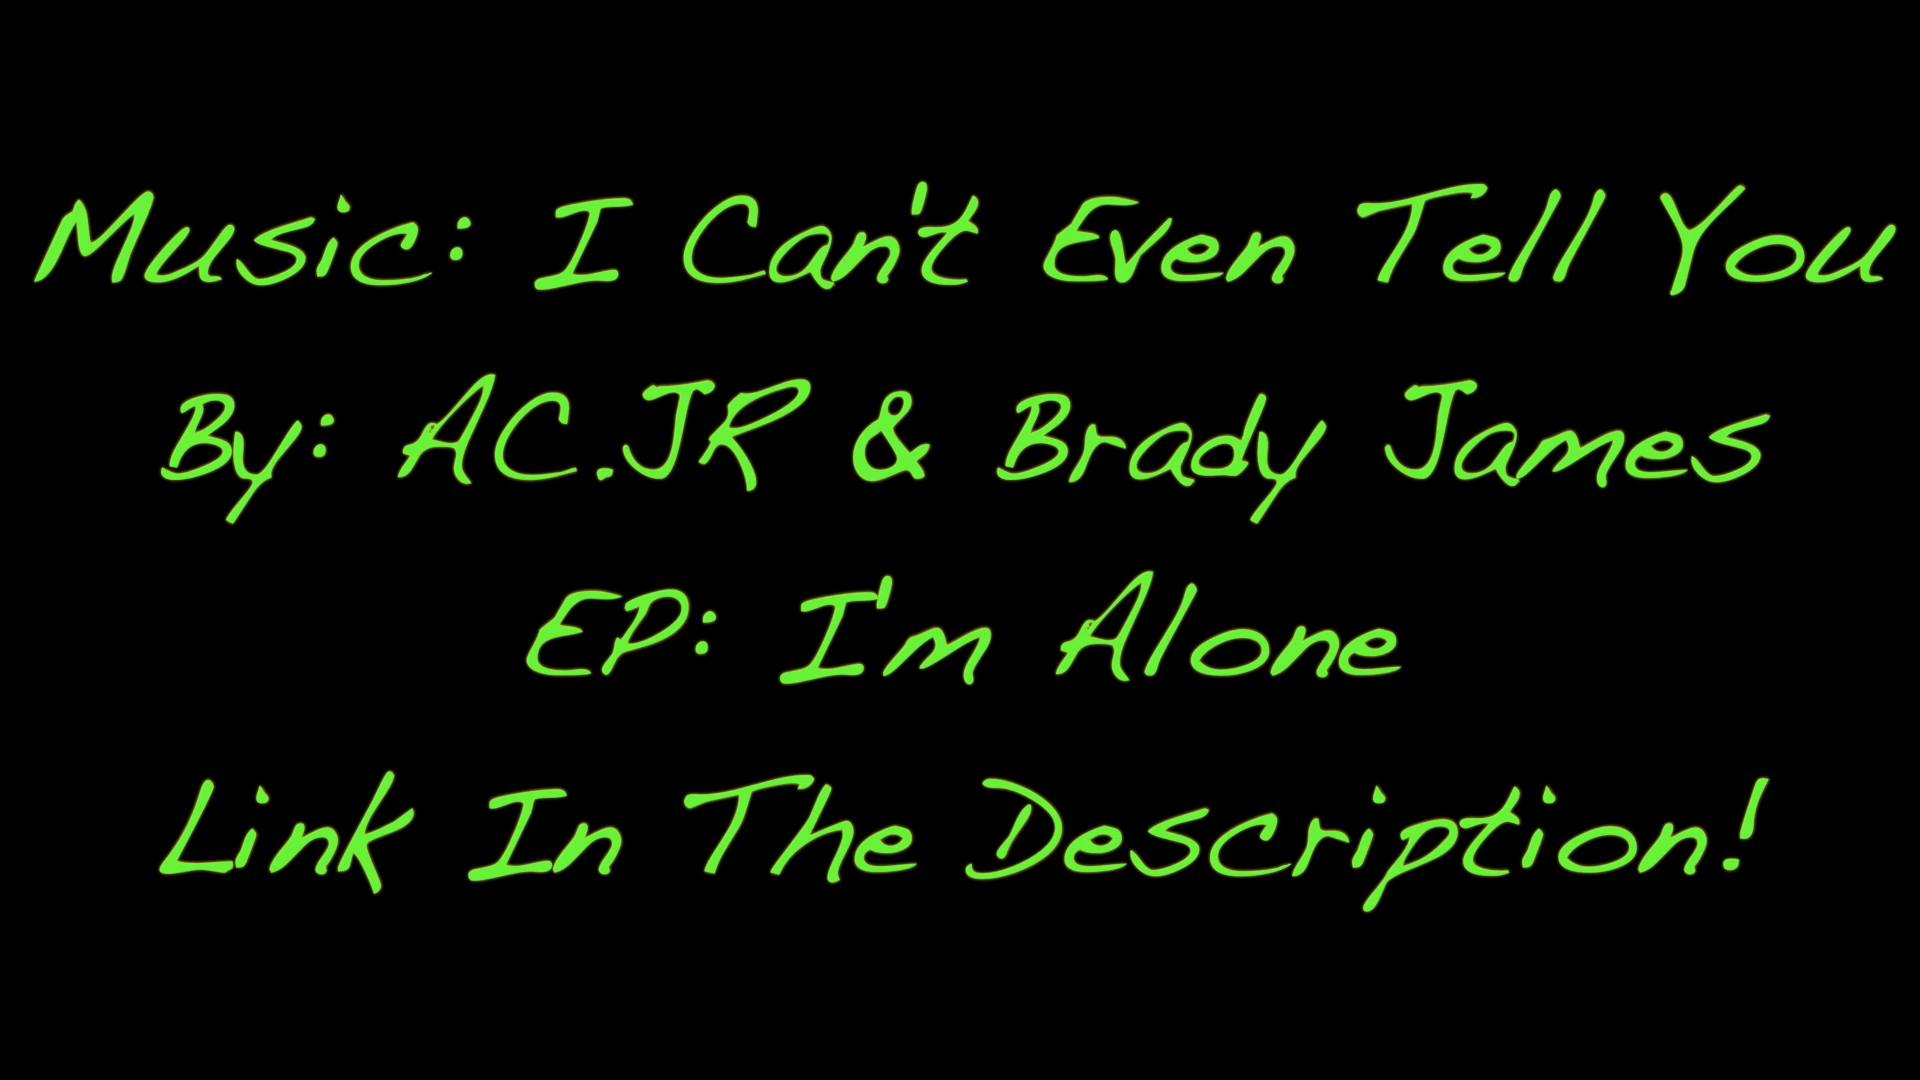 Music: I Can't Even Tell You
By: AC.JR & Brady James
EP: I'm Alone
Link In The Description!